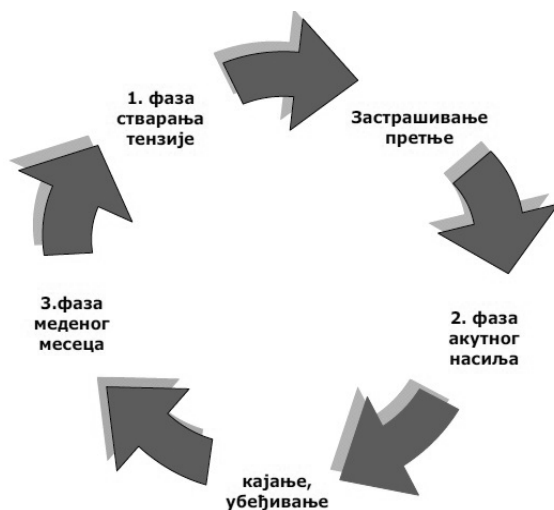 1. фаза
стварања
тензије
Застрашивање
претње
2. фаза
акутног
насиља
кајање,
убеђивање
3.фаза
меденог
месеца